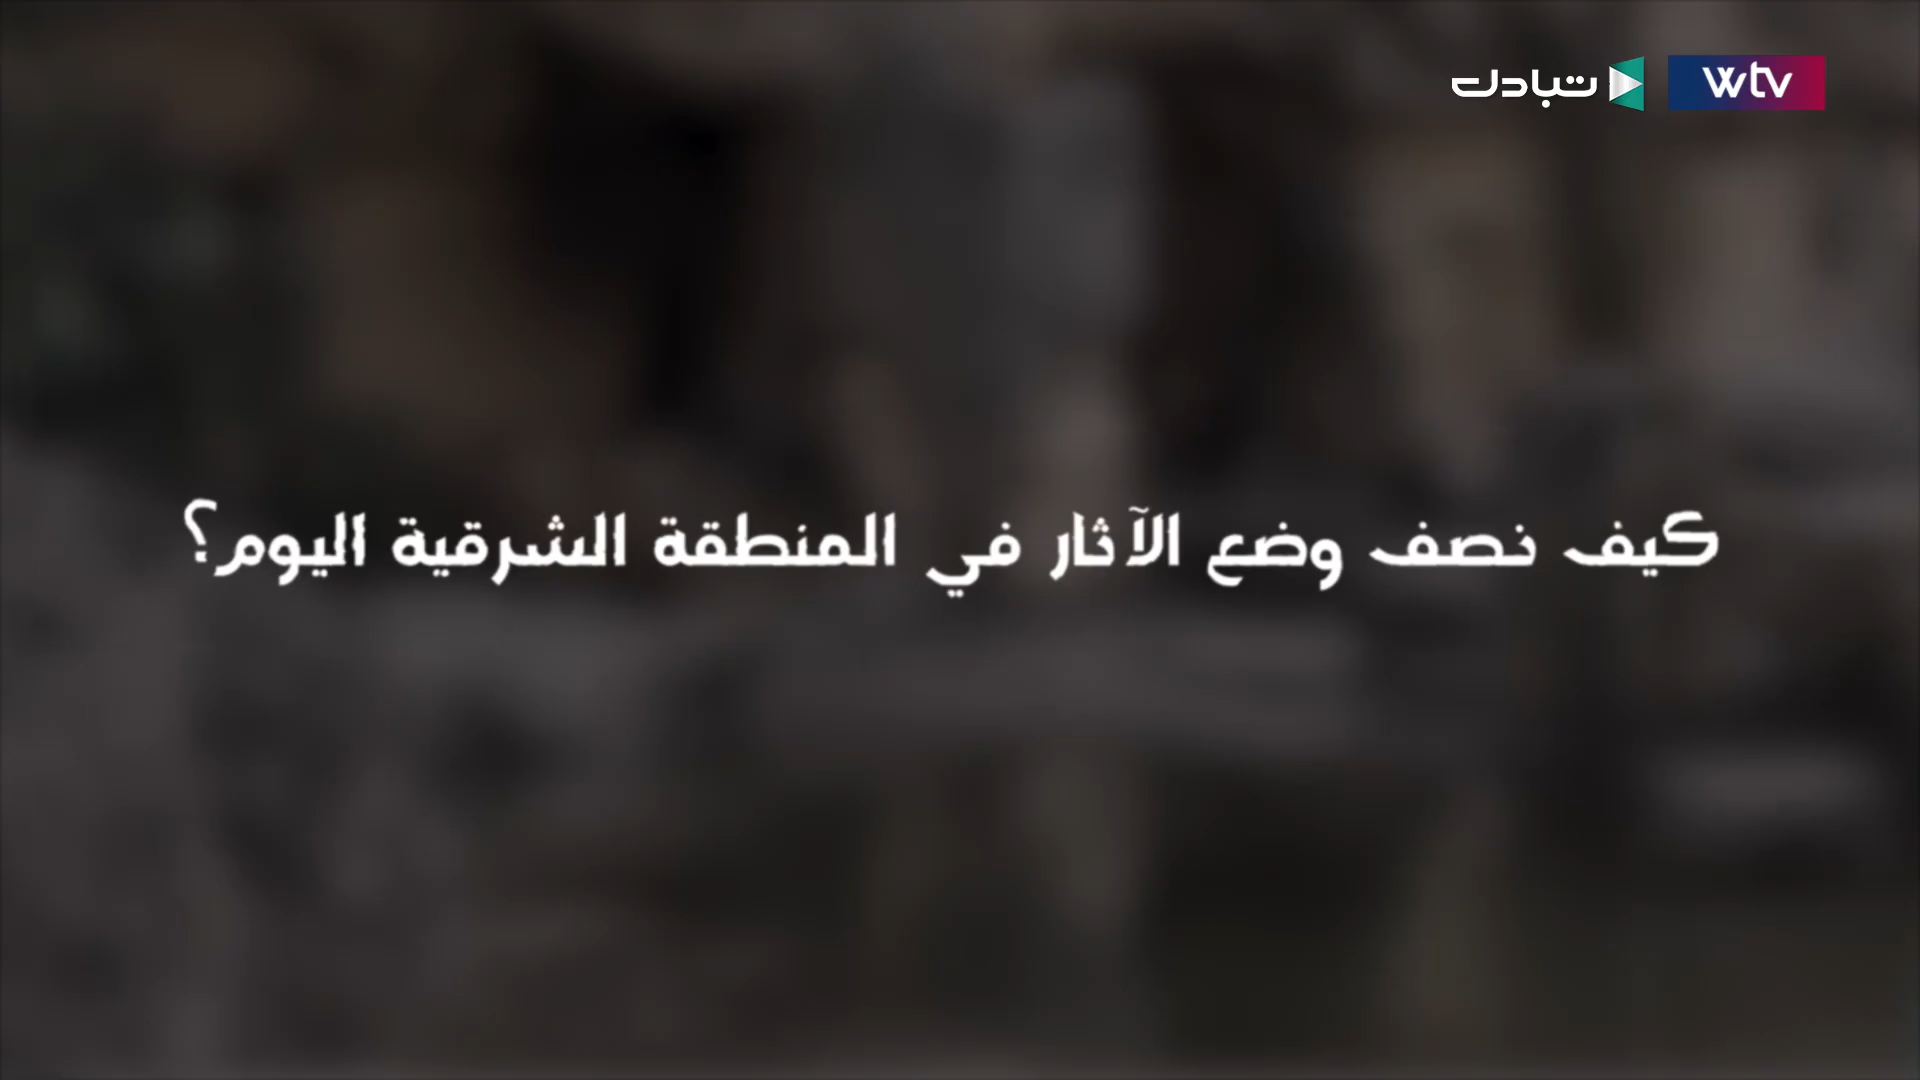 تبادل wtv
كيف نصف وضع الآثار في المنطقة الشرقية اليوم؟